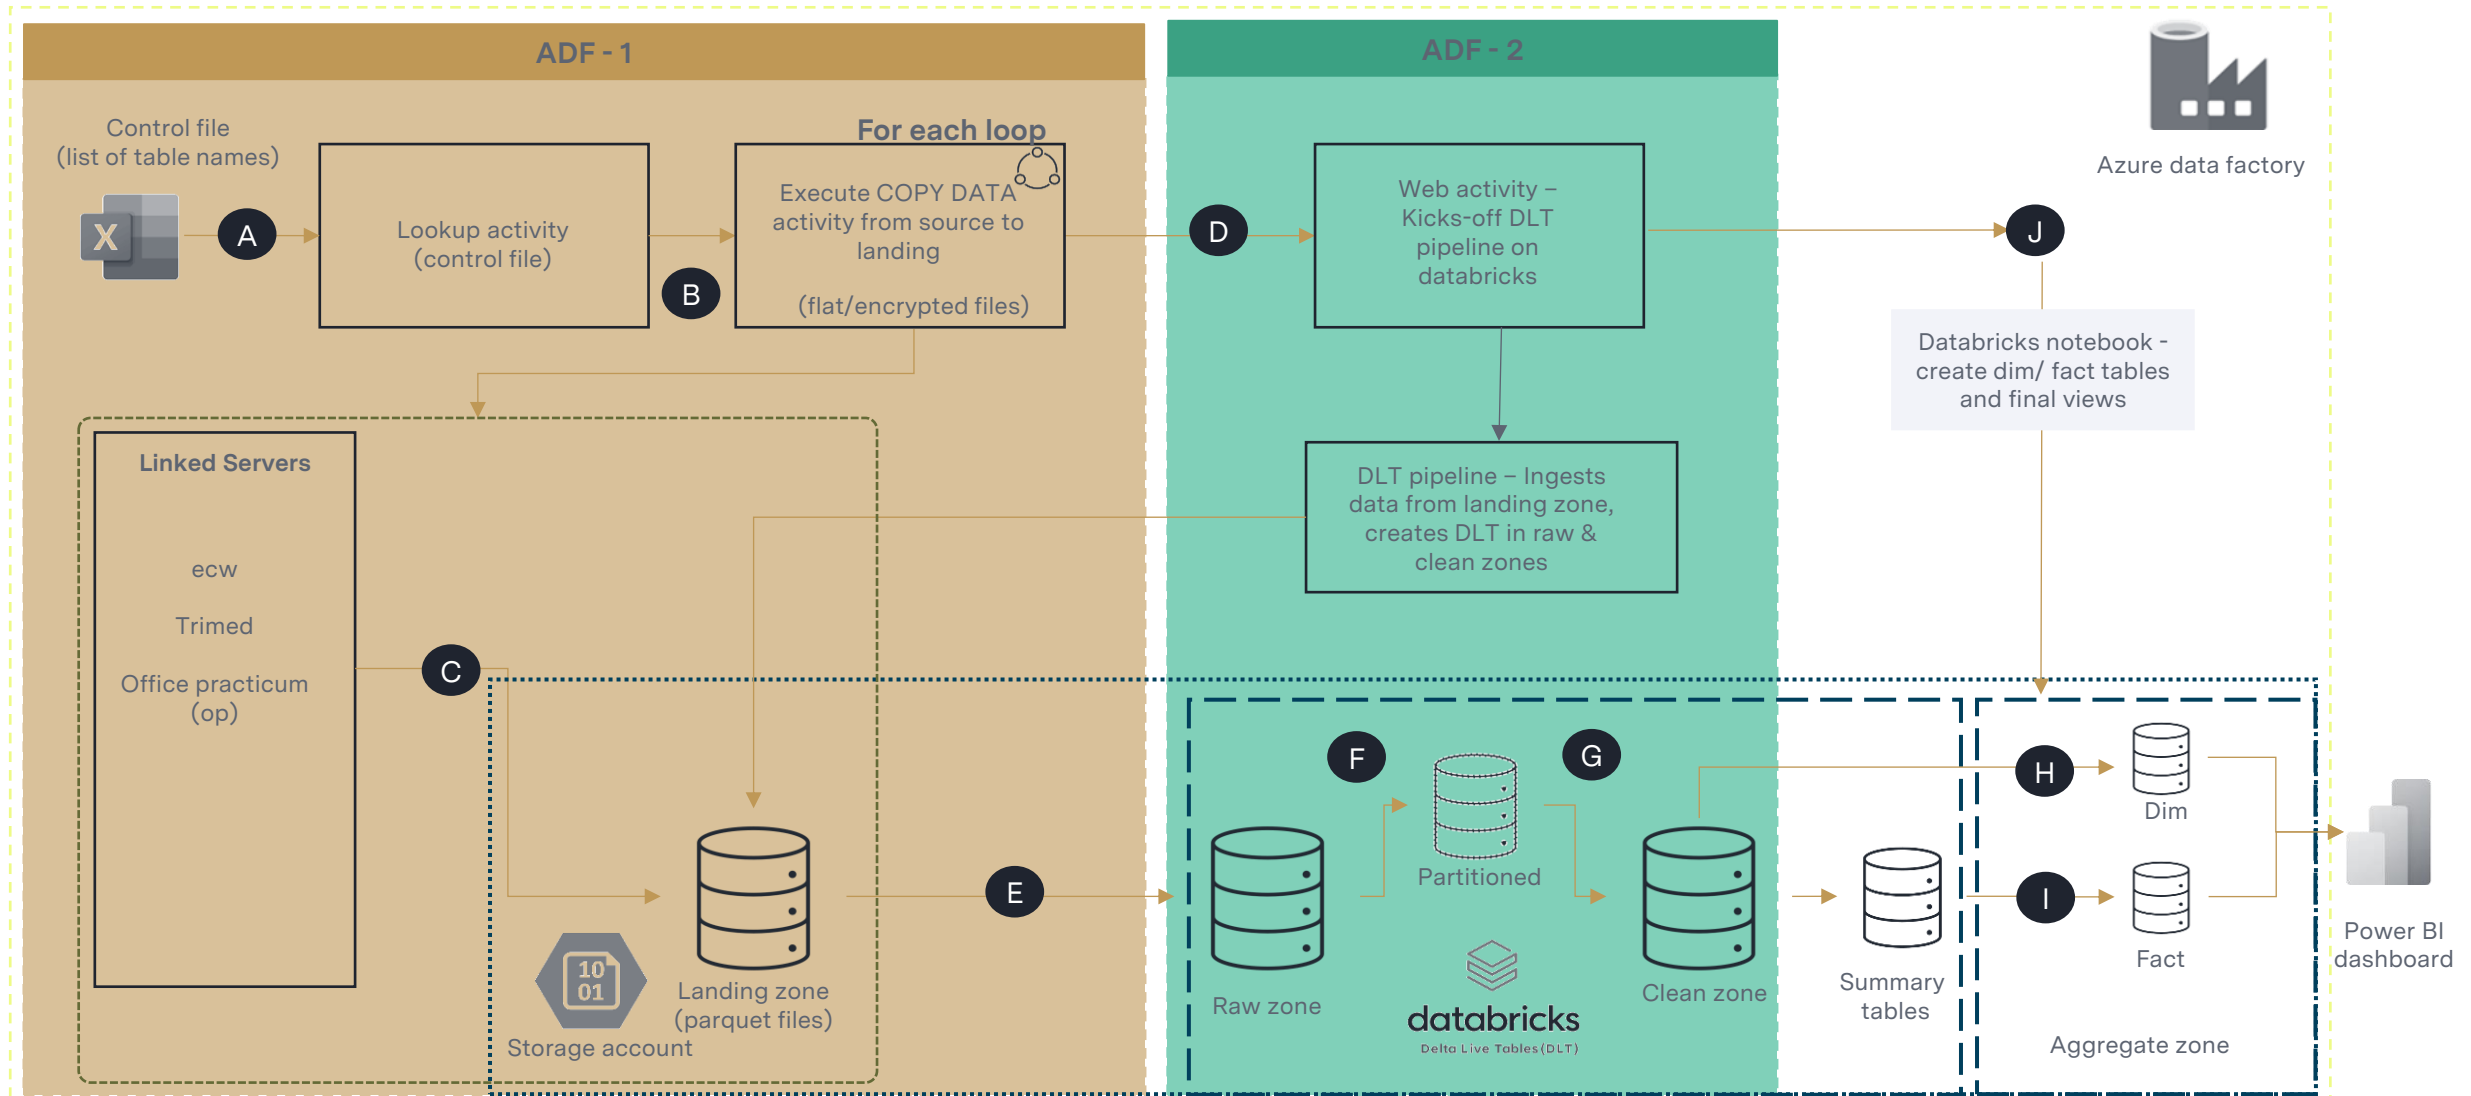 ADF - 1
ADF - 2
Control file
(list of table names)
X
A
Lookup activity
(control file)
B
For each loop
Execute COPY DATA
activity from source to
landing
(flat/encrypted files)
D
Web activity –
Kicks-off DLT
pipeline on
databricks
J
Azure data factory
Databricks notebook -
create dim/ fact tables
and final views
Linked Servers
ecw
Trimed
Office practicum
(op)
C
DLT pipeline – Ingests
data from landing zone,
creates DLT in raw &
clean zones
10
01
Storage account
Landing zone
(parquet files)
E
Raw zone
F
Partitioned
G
databricks
Delta Live Tables(DLT)
Clean zone
Summary
tables
H
Dim
I
Fact
Aggregate zone
Power BI
dashboard